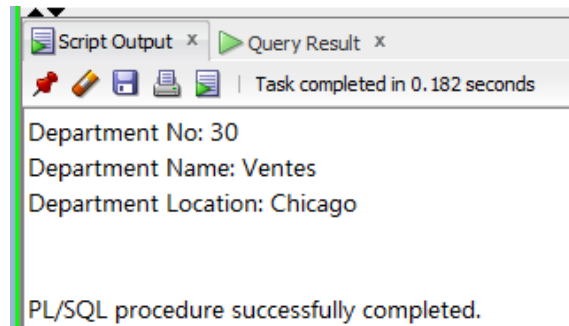 Script Output x Query Result x
Task completed in 0.182 seconds
Department No: 30
Department Name: Ventes
Department Location: Chicago
PL/SQL procedure successfully completed.